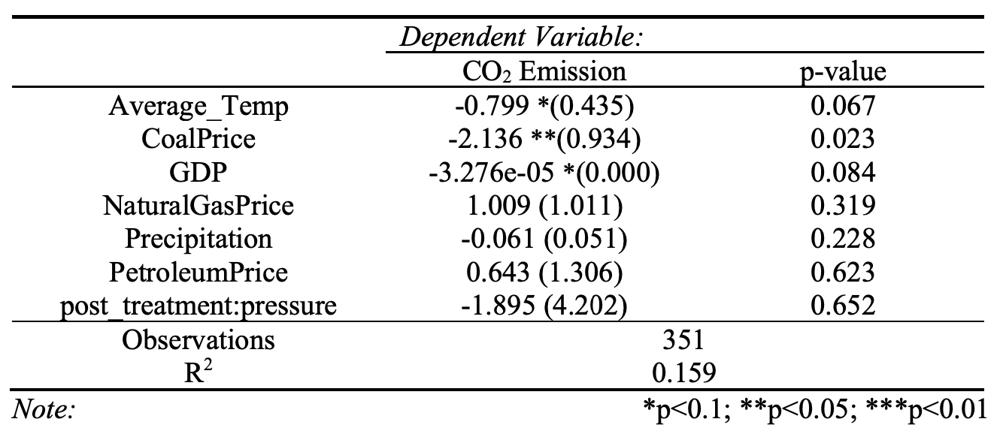 Dependent Variable:
CO₂ Emission p-value
Average_Temp -0.799 *(0.435) 0.067
CoalPrice -2.136 **(0.934) 0.023
GDP -3.276e-05 *(0.000) 0.084
NaturalGasPrice 1.009 (1.011) 0.319
Precipitation -0.061 (0.051) 0.228
PetroleumPrice 0.643 (1.306) 0.623
post_treatment:pressure -1.895 (4.202) 0.652
Observations 351
R² 0.159
Note: *p<0.1; **p<0.05; ***p<0.01